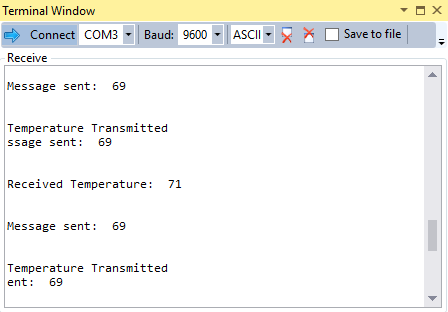 Terminal Window
Connect COM3 Baud: 9600 ASCII Save to file
Receive
Message sent: 69
Temperature Transmitted
ssage sent: 69
Received Temperature: 71
Message sent: 69
Temperature Transmitted
ent: 69